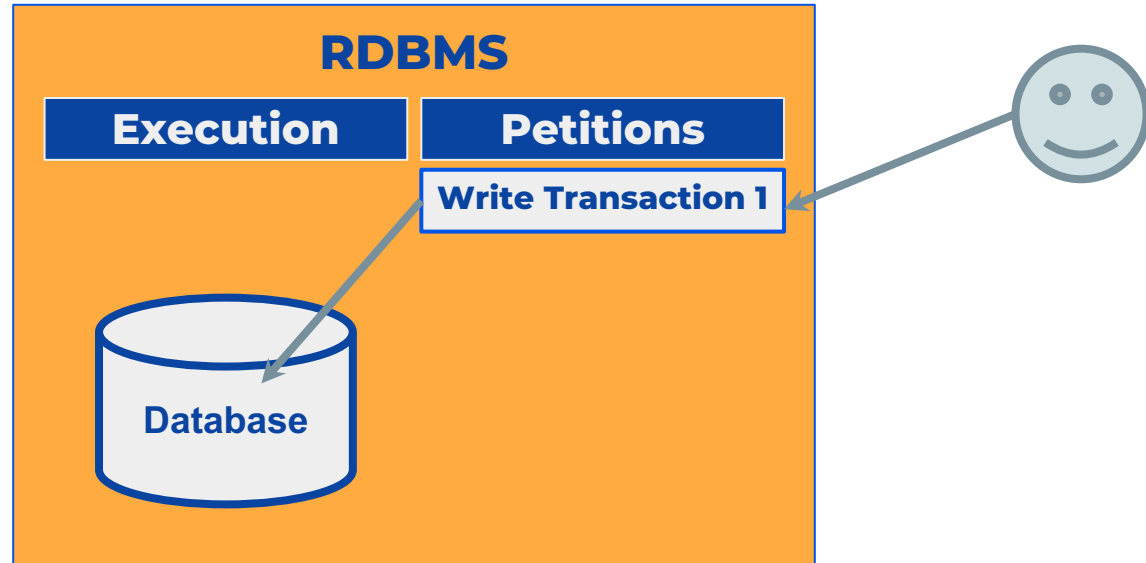 RDBMS
Execution
Petitions
Write Transaction 1
Database